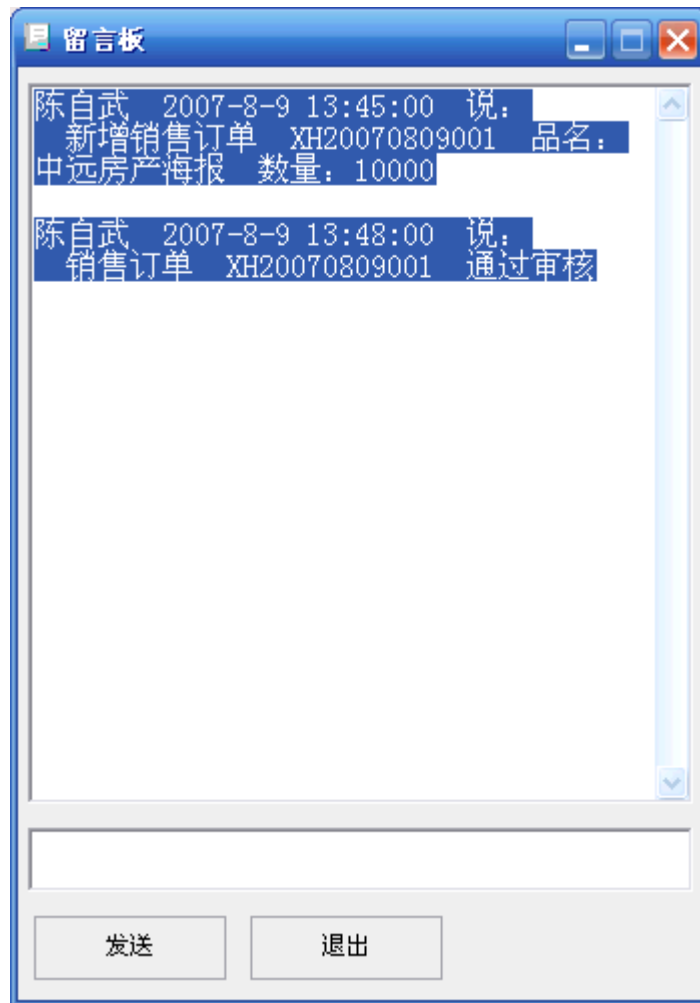 留言板
陈自武  2007-8-9 13:45:00  说：
新增销售订单  XH20070809001  品名：
中远房产海报  数量：10000
陈自武  2007-8-9 13:48:00  说：
销售订单  XH20070809001  通过审核
发送
退出